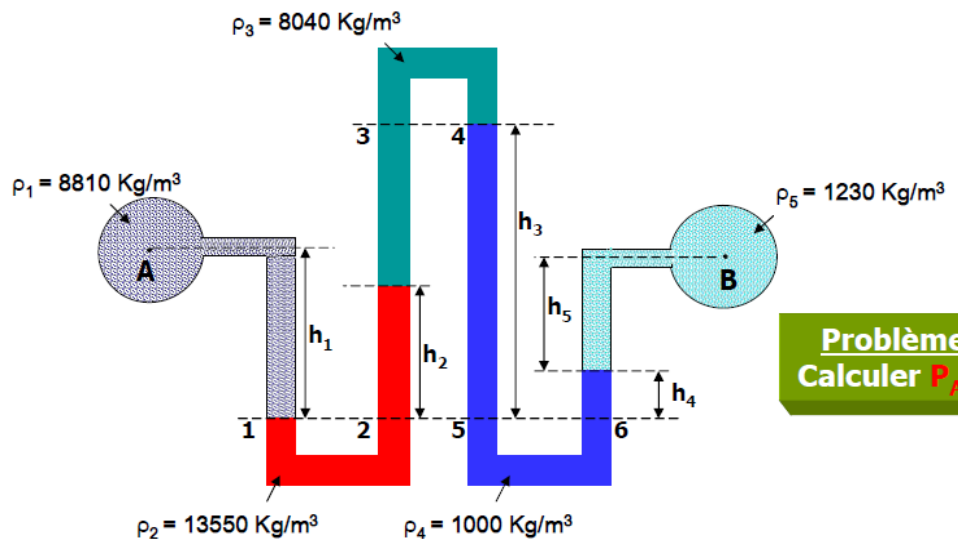 ρ3 = 8040 Kg/m³
3
4
ρ1 = 8810 Kg/m³
ρ5 = 1230 Kg/m³
h3
A
B
h5
h1
h2
Problème
Calculer PA
h4
1
2
5
6
ρ2 = 13550 Kg/m³
ρ4 = 1000 Kg/m³